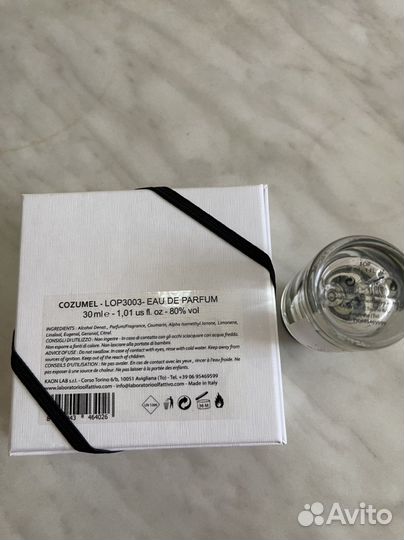 COZUMEL - LOP3003- EAU DE PARFUM
30 ml e - 1,01 us fl. oz - 80% vol
INGREDIENTS : Alcohol Denat., Parfum/Fragrance, Coumarin, Alpha Isomethyl Ionone, Limonene,
Linalool, Eugenol, Geraniol, Citral.
CONSIGLI D'UTILIZZO - Non ingerire - In caso di contatto con gli occhi sciacquare con acqua fredda.
Non esporre a fonti di calore. Non lasciare alla portata di bambini
ADVICE OF USE : Do not swallow. In case of contact with eyes, rince with cold water. Keep away from
sources of ignition. Keep out of the reach of children.
CONSEILS D'UTILISATION : Ne pas avaler. En cas de contact avec les yeux, rincer à l'eau froide. Ne
pas exposer à une source de chaleur. Ne pas laisser à la portée des enfants.
KAON LAB s.r.l. - Corso Torino 6/b, 10051 Avigliana (To) - Tel. +39 06 95469599
www.laboratorioolfattivo.com - info@laboratorioolfattivo.com - Made in Italy
464026
36 M
Avito